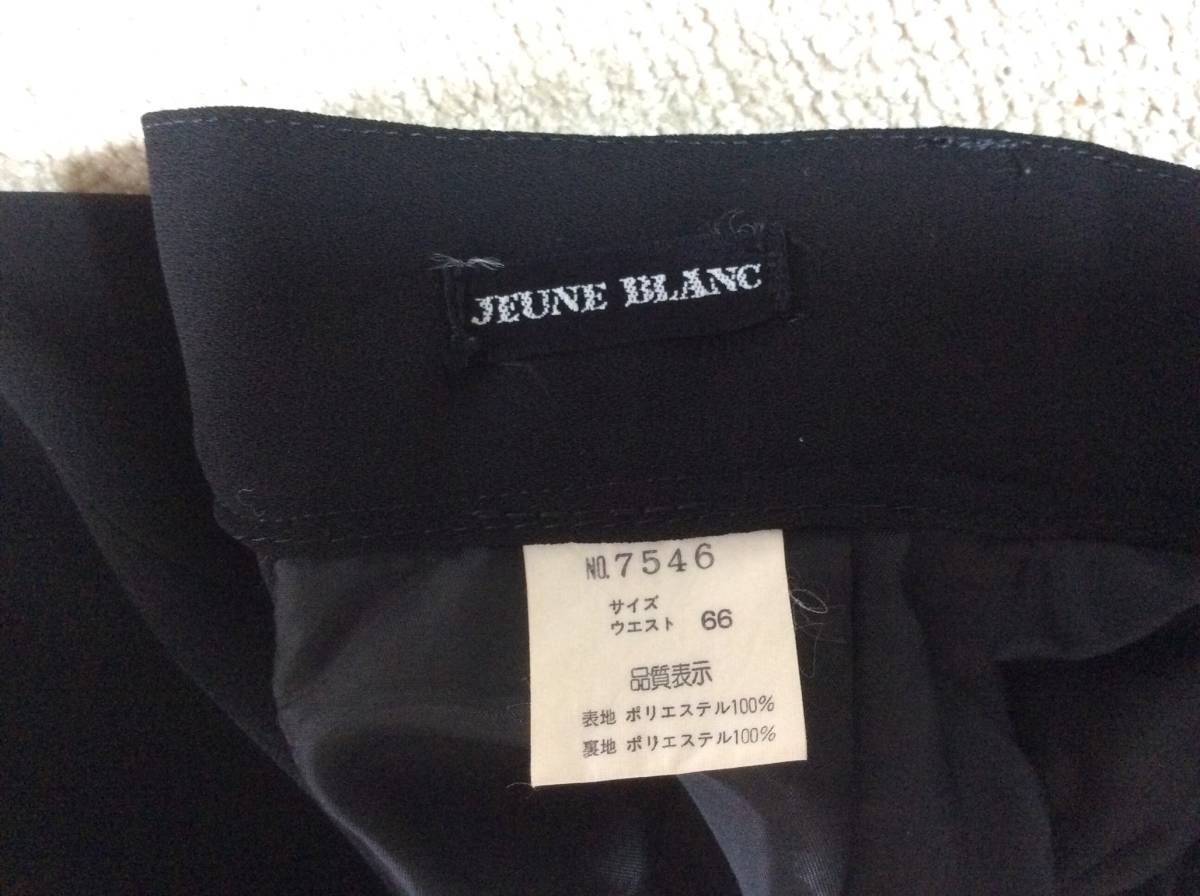 JEUNE BLANC
NO.7546
サイズ
ウエスト 66
品質表示
表地 ポリエステル100%
裏地 ポリエステル100%